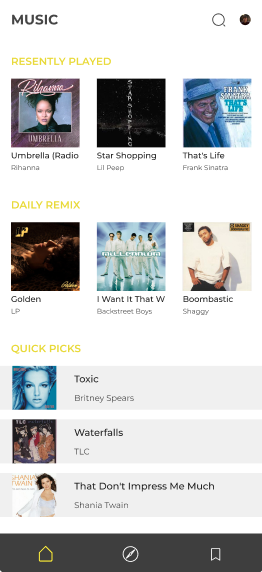 MUSIC
RECENTLY PLAYED
Rihanna
UMBRELLA
STAR SHOPPING
FRANK SINATRA
THAT'S LIFE
Umbrella (Radio
Star Shopping
That's Life
Rihanna
Lil Peep
Frank Sinatra
DAILY REMIX
LP
MILLENNIUM
SHAGGY
Golden
I Want It That W
Boombastic
LP
Backstreet Boys
Shaggy
QUICK PICKS
Toxic
Britney Spears
TLC
Waterfalls
TLC
SHANIA
That Don't Impress Me Much
Shania Twain